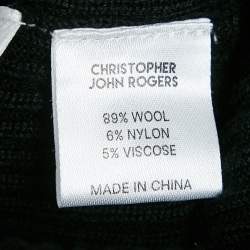 CHRISTOPHER
JOHN ROGERS
89% WOOL
6% NYLON
5% VISCOSE
MADE IN CHINA